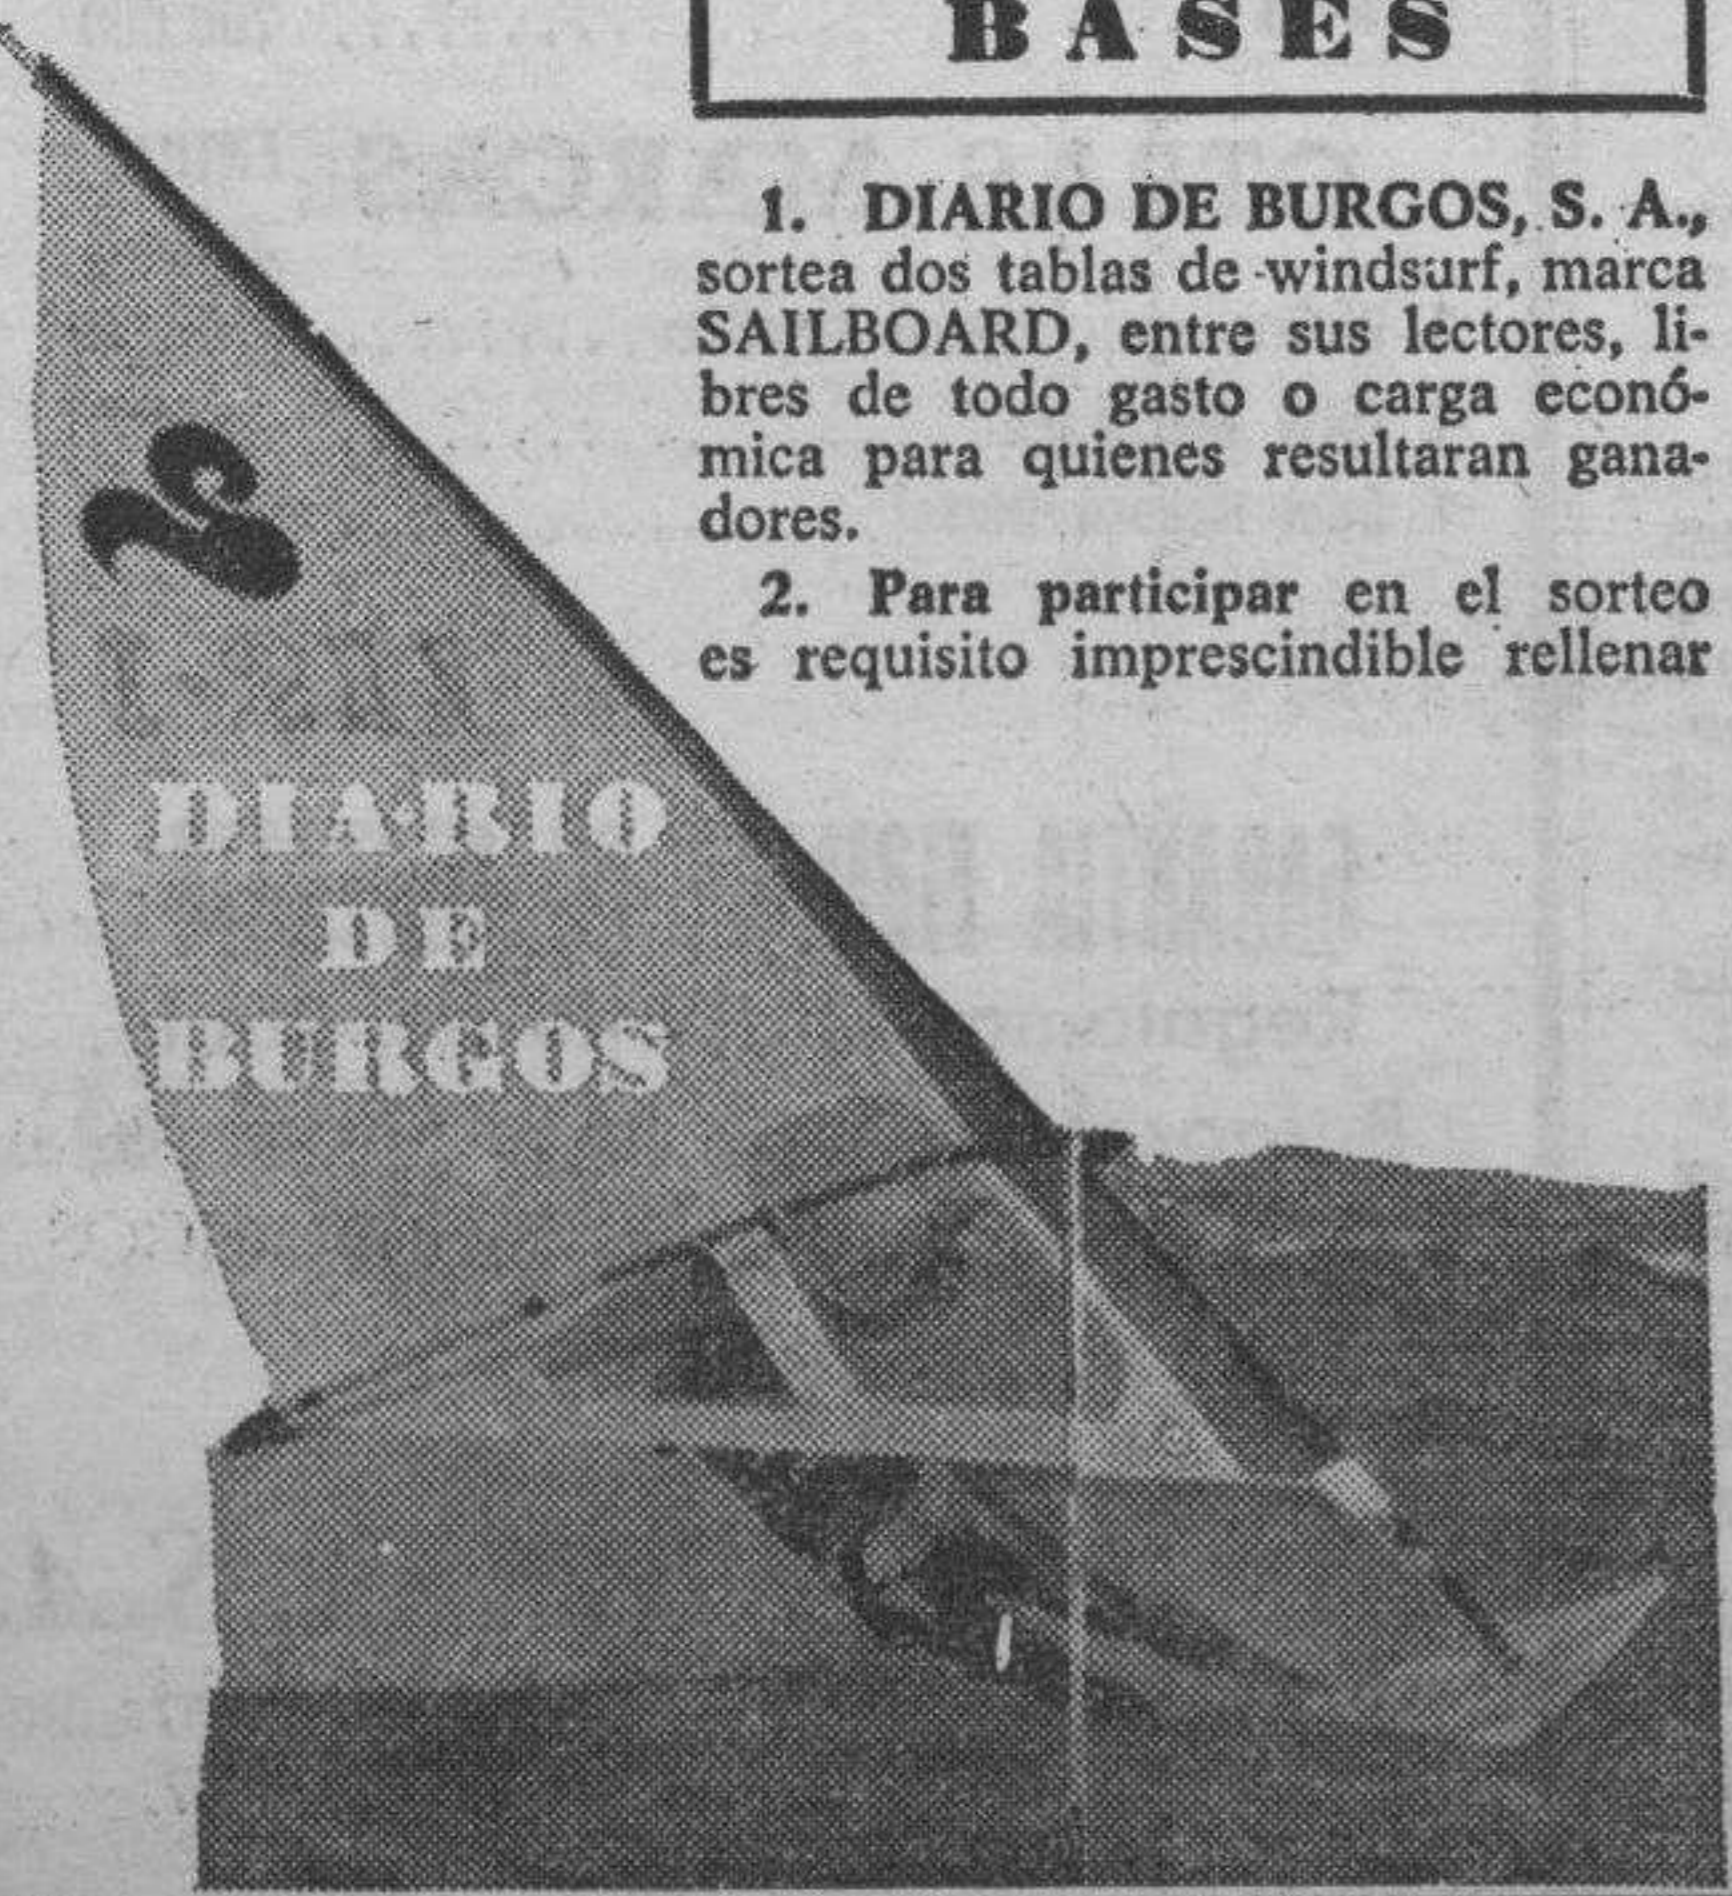 BASES
1. DIARIO DE BURGOS, S. A.,
sortea dos tablas de windsurf, marca
SAILBOARD, entre sus lectores, li-
bres de todo gasto o carga econó-
mica para quienes resultaran gana-
dores.
2. Para participar en el sorteo
es requisito imprescindible rellenar
DIARIO
DE
BURGOS